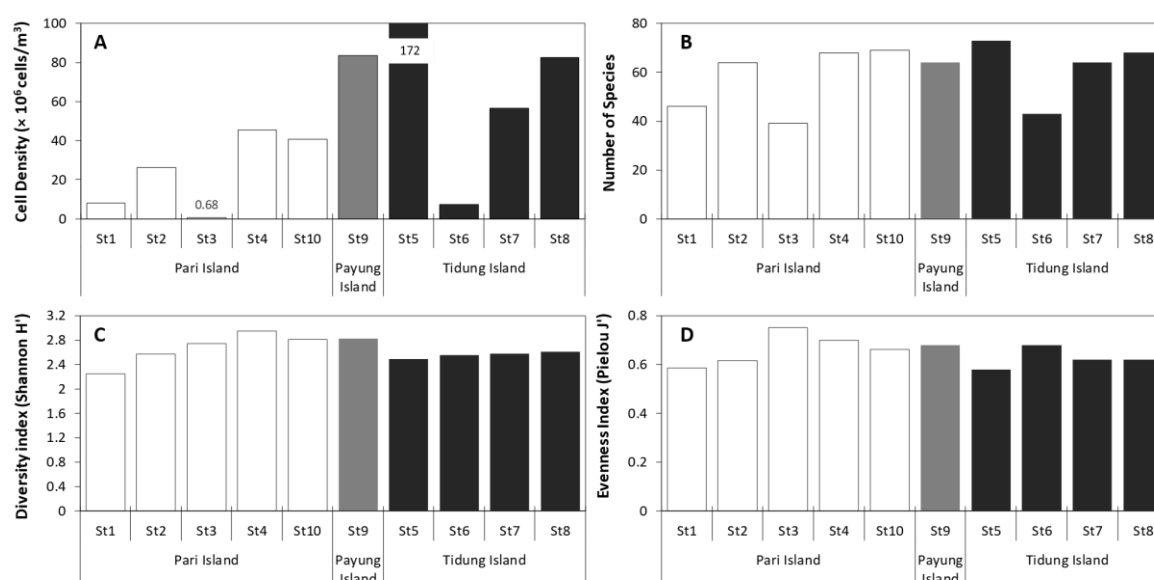 A
Cell Density (× 10⁶ cells/m³)
100
80
60
40
20
0
0.68
172
St1 St2 St3 St4 St10 St9 St5 St6 St7 St8
Pari Island Payung Island Tidung Island
B
Number of Species
80
60
40
20
0
St1 St2 St3 St4 St10 St9 St5 St6 St7 St8
Pari Island Payung Island Tidung Island
C
Diversity index (Shannon H')
3.2
2.8
2.4
2
1.6
1.2
0.8
0.4
0
St1 St2 St3 St4 St10 St9 St5 St6 St7 St8
Pari Island Payung Island Tidung Island
D
Evenness Index (Pielou J')
0.8
0.6
0.4
0.2
0
St1 St2 St3 St4 St10 St9 St5 St6 St7 St8
Pari Island Payung Island Tidung Island